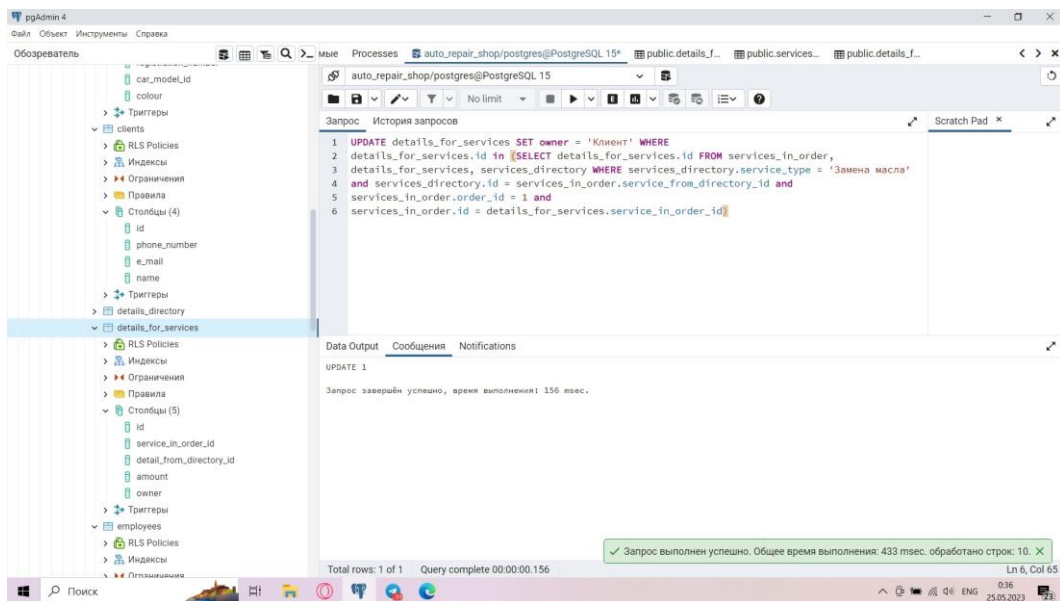 pgAdmin 4
Файл Объект Инструменты Справка
Обозреватель
мые Processes auto_repair_shop/postgres@PostgreSQL 15* public.details_f... public.services... public.details_f...
auto_repair_shop/postgres@PostgreSQL 15
No limit
Запрос История запросов
Scratch Pad
registration_number
car_model_id
colour
Триггеры
clients
RLS Policies
Индексы
Ограничения
Правила
Столбцы (4)
id
phone_number
e_mail
name
Триггеры
details_directory
details_for_services
RLS Policies
Индексы
Ограничения
Правила
Столбцы (5)
id
service_in_order_id
detail_from_directory_id
amount
owner
Триггеры
employees
RLS Policies
Индексы
Ограничения
1 UPDATE details_for_services SET owner = 'Клиент' WHERE
2 details_for_services.id in (SELECT details_for_services.id FROM services_in_order,
3 details_for_services, services_directory WHERE services_directory.service_type = 'Замена масла'
4 and services_directory.id = services_in_order.service_from_directory_id and
5 services_in_order.order_id = 1 and
6 services_in_order.id = details_for_services.service_in_order_id)
Data Output Сообщения Notifications
UPDATE 1
Запрос завершён успешно, время выполнения: 156 msec.
Запрос выполнен успешно. Общее время выполнения: 433 msec. обработано строк: 10.
Total rows: 1 of 1 Query complete 00:00:00.156
Ln 6, Col 65
Поиск
ENG
0:36
25.05.2023
23